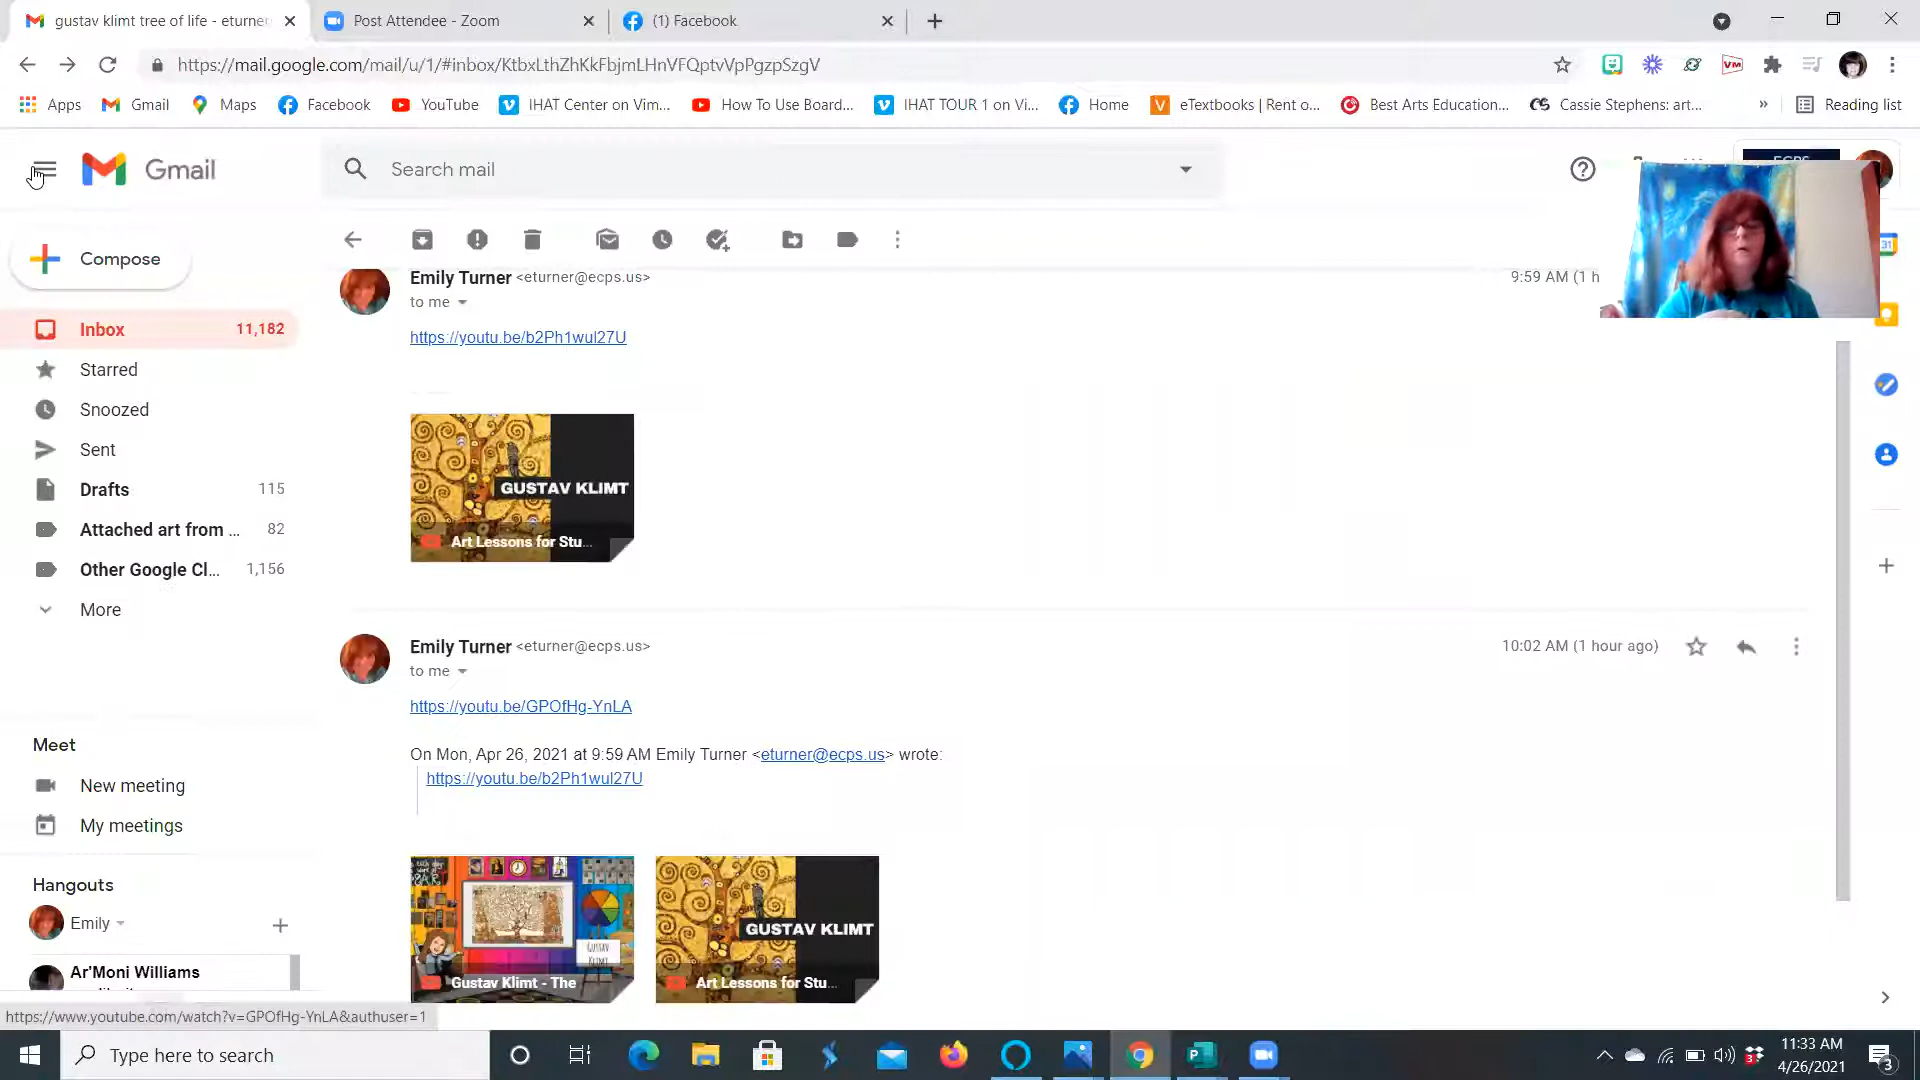 gustav klimt tree of life - eturner
Post Attendee - Zoom
(1) Facebook
https://mail.google.com/mail/u/1/#inbox/KtbxLthZhKkFbjmLHnVFQptvVpPgzpSzgV
Apps
Gmail
Maps
Facebook
YouTube
IHAT Center on Vim...
How To Use Board...
IHAT TOUR 1 on Vi...
Home
eTextbooks | Rent o...
Best Arts Education...
Cassie Stephens: art...
»
Reading list
Gmail
Search mail
Compose
Inbox 11,182
Starred
Snoozed
Sent
Drafts 115
Attached art from ... 82
Other Google Cl... 1,156
More
Meet
New meeting
My meetings
Hangouts
Emily
Ar'Moni Williams
Emily Turner <eturner@ecps.us>
9:59 AM (1 h
to me
https://youtu.be/b2Ph1wul27U
GUSTAV KLIMT
Art Lessons for Stu...
Emily Turner <eturner@ecps.us>
10:02 AM (1 hour ago)
to me
https://youtu.be/GPOfHg-YnLA
On Mon, Apr 26, 2021 at 9:59 AM Emily Turner <eturner@ecps.us> wrote:
https://youtu.be/b2Ph1wul27U
GUSTAV
KLIMT
Gustav Klimt - The
GUSTAV KLIMT
Art Lessons for Stu...
31
https://www.youtube.com/watch?v=GPOfHg-YnLA&authuser=1
Type here to search
11:33 AM
4/26/2021
3